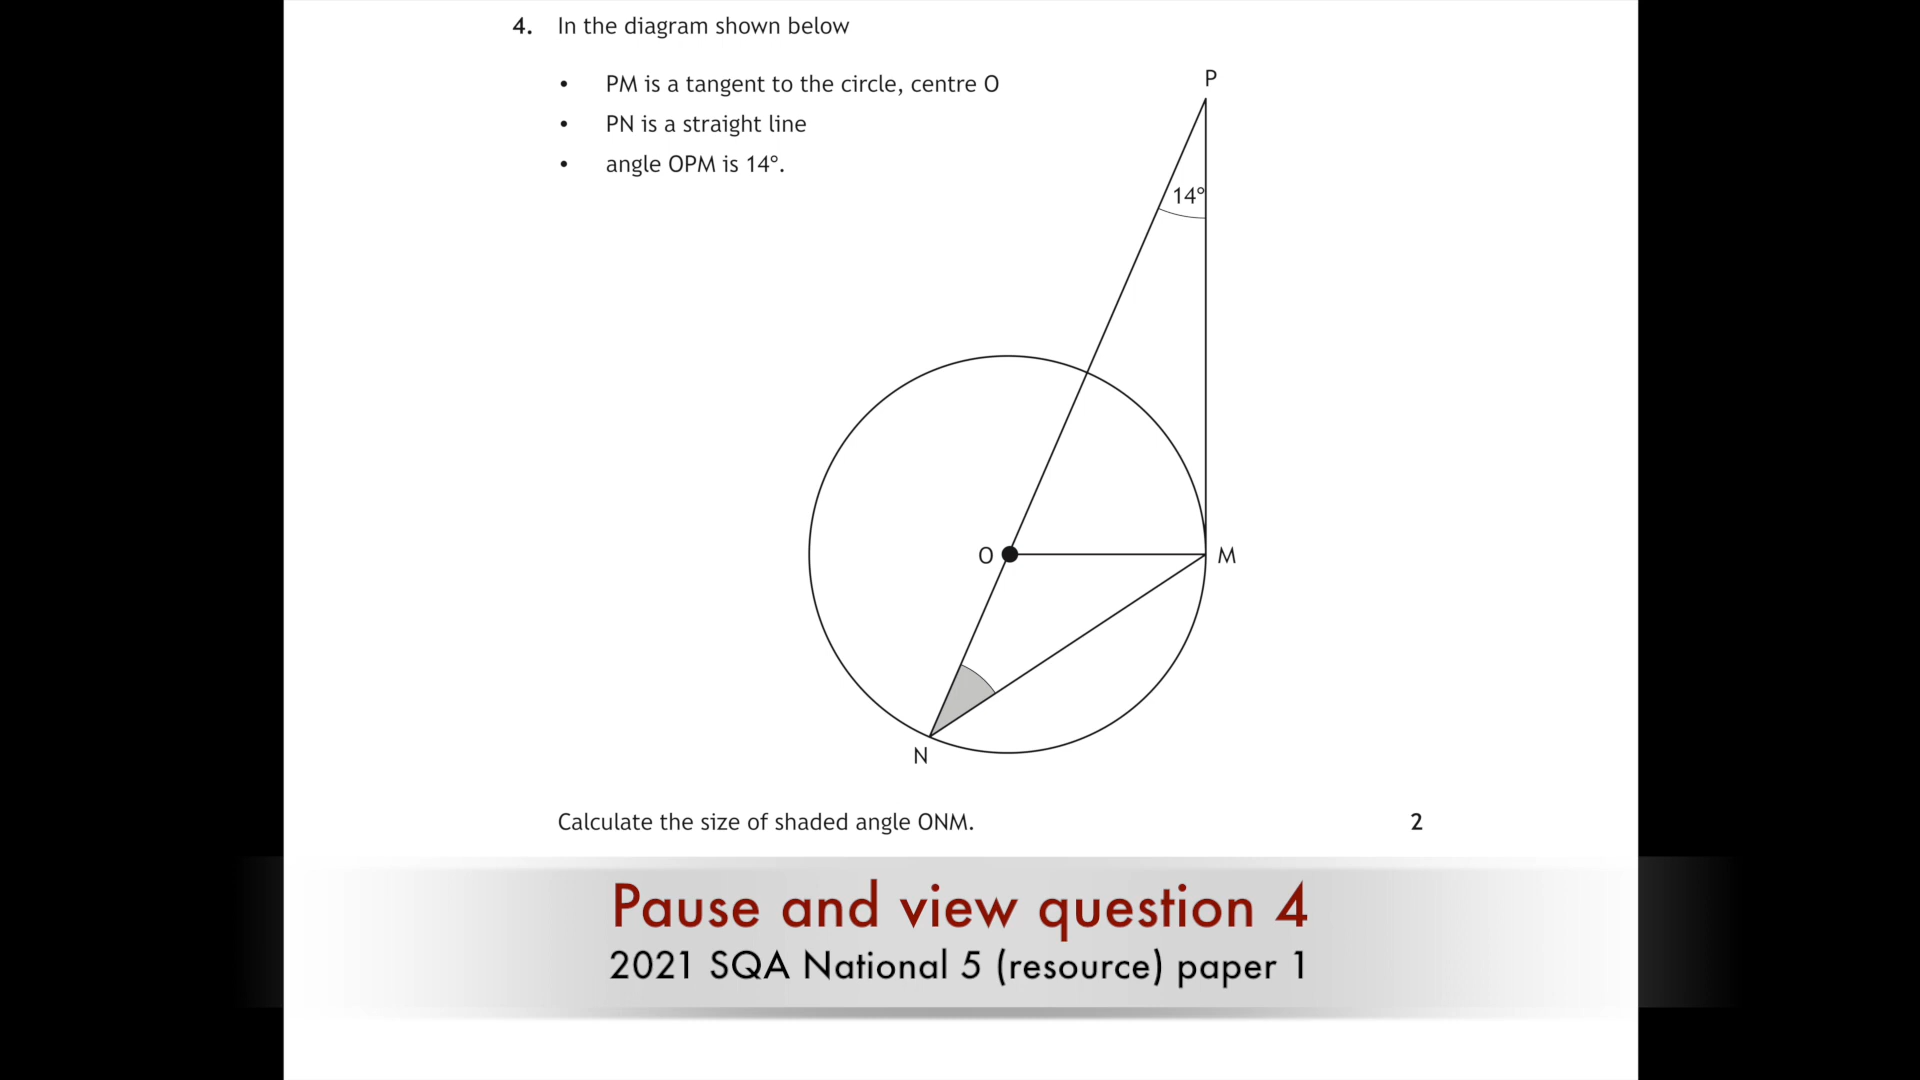 4. In the diagram shown below
• PM is a tangent to the circle, centre O
• PN is a straight line
• angle OPM is 14°.
P
14°
O
M
N
Calculate the size of shaded angle ONM. 2
Pause and view question 4
2021 SQA National 5 (resource) paper 1